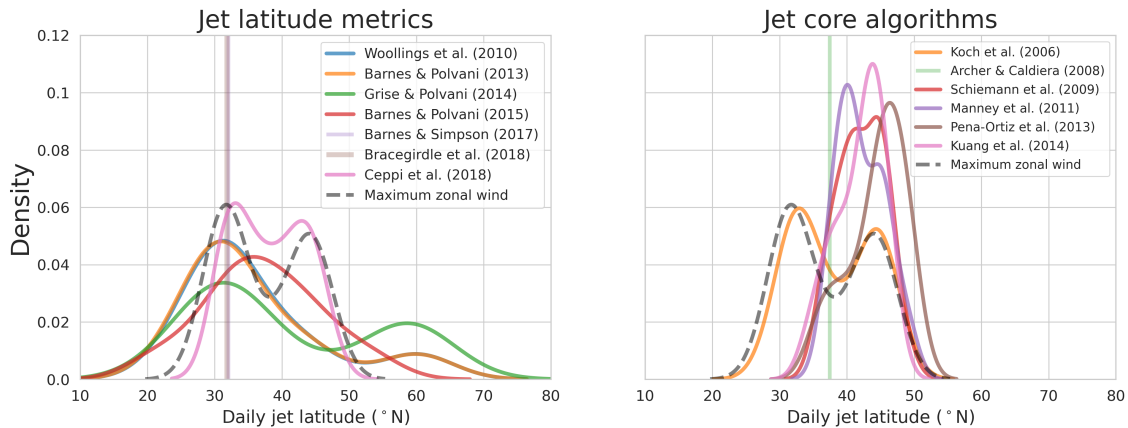 Jet latitude metrics
Jet core algorithms
0.12
0.1
0.08
0.06
0.04
0.02
0.0
Density
Woollings et al. (2010)
Barnes & Polvani (2013)
Grise & Polvani (2014)
Barnes & Polvani (2015)
Barnes & Simpson (2017)
Bracegirdle et al. (2018)
Ceppi et al. (2018)
Maximum zonal wind
Koch et al. (2006)
Archer & Caldiera (2008)
Schiemann et al. (2009)
Manney et al. (2011)
Pena-Ortiz et al. (2013)
Kuang et al. (2014)
Maximum zonal wind
10 20 30 40 50 60 70 80
10 20 30 40 50 60 70 80
Daily jet latitude (°N)
Daily jet latitude (°N)